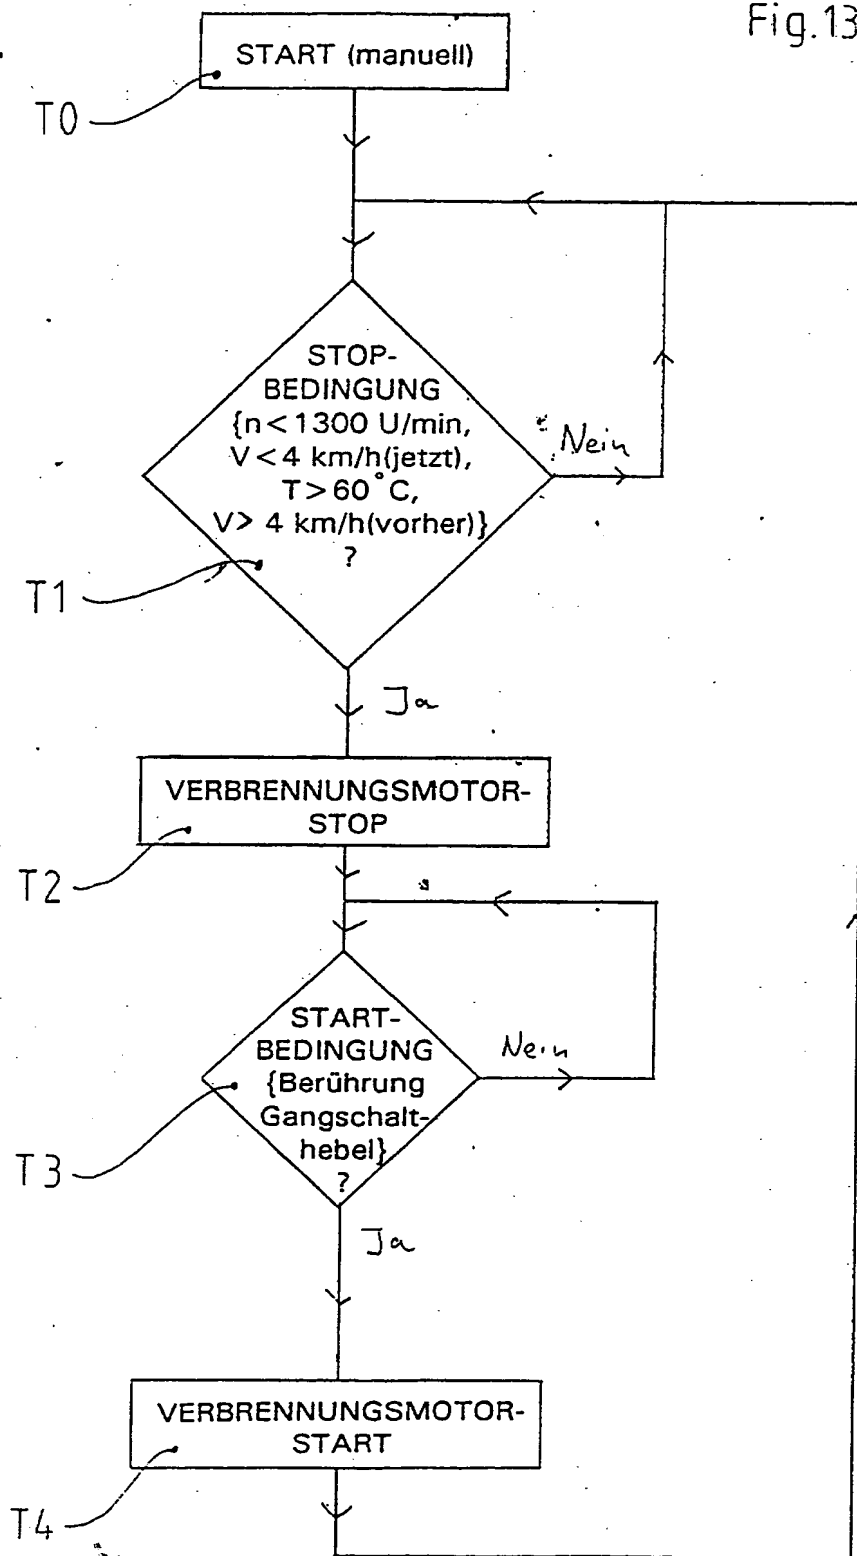 Fig.13
START (manuell)
T0
STOP-
BEDINGUNG
{n<1300 U/min,
V<4 km/h(jetzt),
T>60°C,
V> 4 km/h(vorher)}
?
Nein
T1
Ja
VERBRENNUNGSMOTOR-
STOP
T2
START-
BEDINGUNG
{Berührung
Gangschalt-
hebel}
?
Nein
T3
Ja
VERBRENNUNGSMOTOR-
START
T4